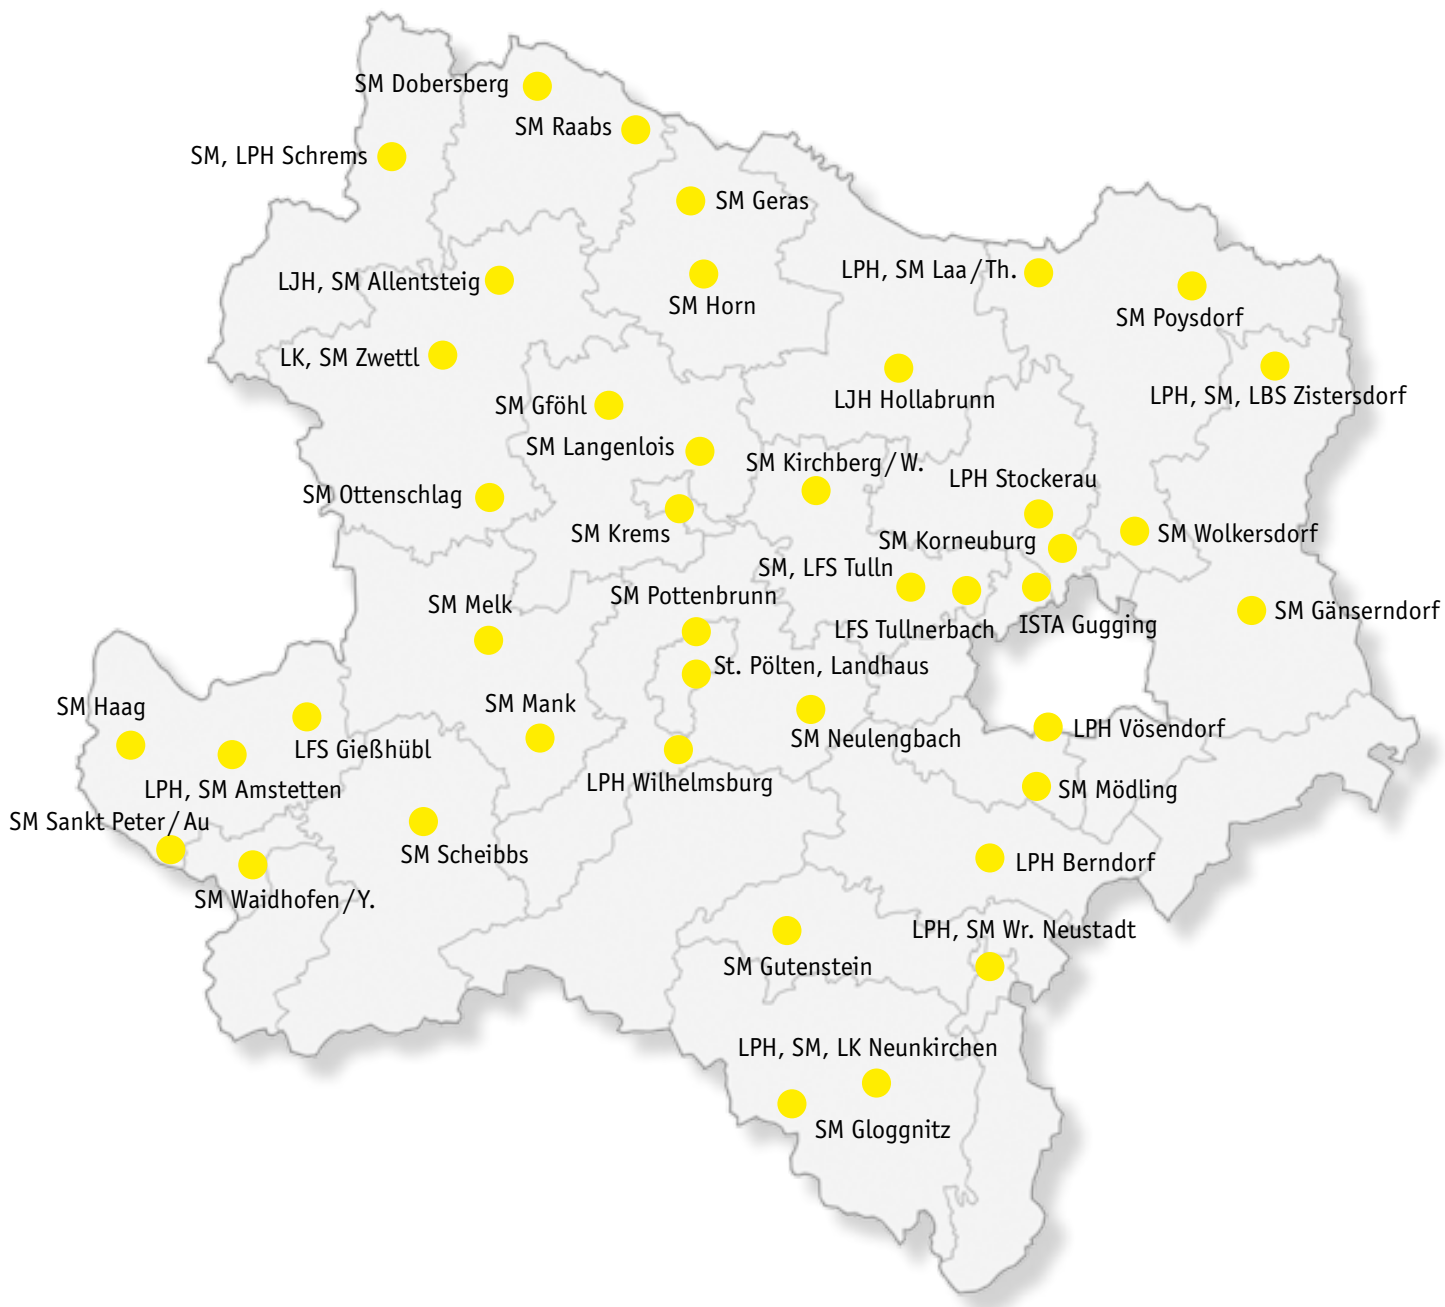 SM Dobersberg
SM Raabs
SM, LPH Schrems
SM Geras
LJH, SM Allentsteig
LPH, SM Laa/Th.
SM Horn
SM Poysdorf
LK, SM Zwettl
LJH Hollabrunn
LPH, SM, LBS Zistersdorf
SM Gföhl
SM Langenlois
SM Kirchberg/W.
LPH Stockerau
SM Ottenschlag
SM Krems
SM Korneuburg
SM Wolkersdorf
SM, LFS Tulln
SM Melk
SM Pottenbrunn
LFS Tullnerbach
ISTA Gugging
SM Gänserndorf
St. Pölten, Landhaus
SM Haag
SM Mank
LFS Gießhübl
SM Neulengbach
LPH Vösendorf
LPH, SM Amstetten
LPH Wilhelmsburg
SM Mödling
SM Sankt Peter/Au
SM Scheibbs
LPH Berndorf
SM Waidhofen/Y.
LPH, SM Wr. Neustadt
SM Gutenstein
LPH, SM, LK Neunkirchen
SM Gloggnitz